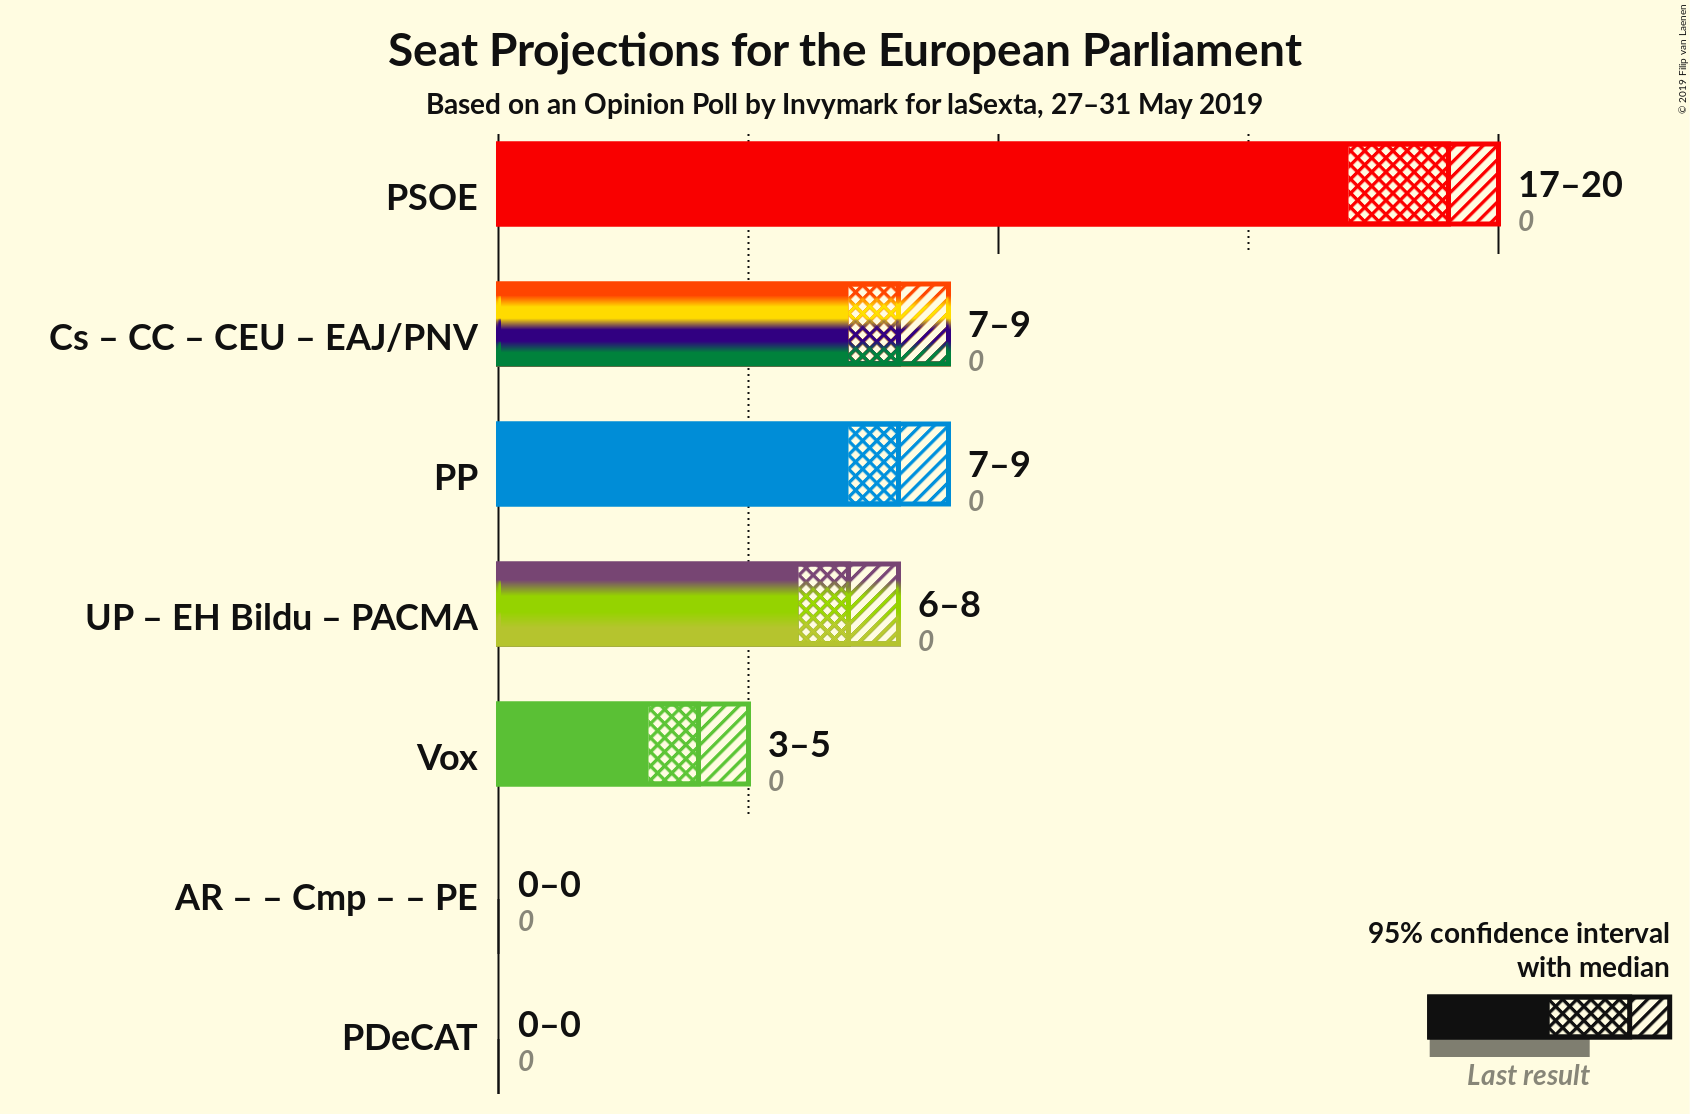 Seat Projections for the European Parliament
Based on an Opinion Poll by Invymark for laSexta, 27–31 May 2019
© 2019 Filip van Laenen
PSOE
17–20
0
Cs – CC – CEU – EAJ/PNV
7–9
0
PP
7–9
0
UP – EH Bildu – PACMA
6–8
0
Vox
3–5
0
AR – – Cmp – – PE
0–0
0
PDeCAT
0–0
0
95% confidence interval
with median
Last result